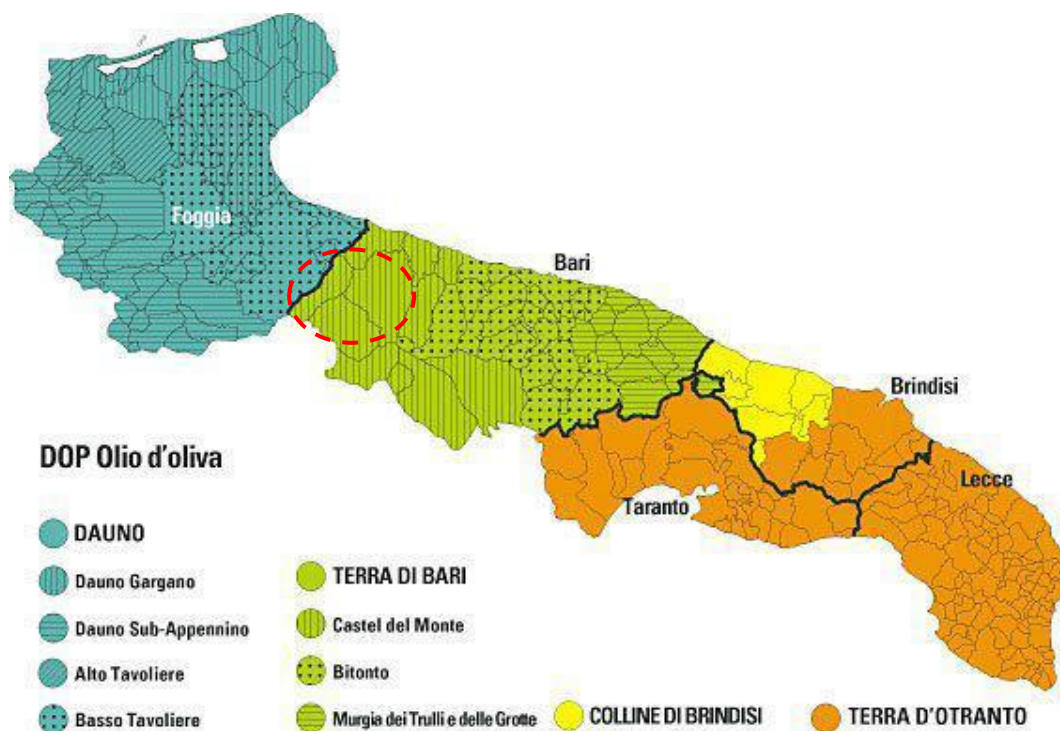 Foggia
Bari
Brindisi
Lecce
Taranto
DOP Olio d'oliva
DAUNO
Dauno Gargano
Dauno Sub-Appennino
Alto Tavoliere
Basso Tavoliere
TERRA DI BARI
Castel del Monte
Bitonto
Murgia dei Trulli e delle Grotte
COLLINE DI BRINDISI
TERRA D'OTRANTO